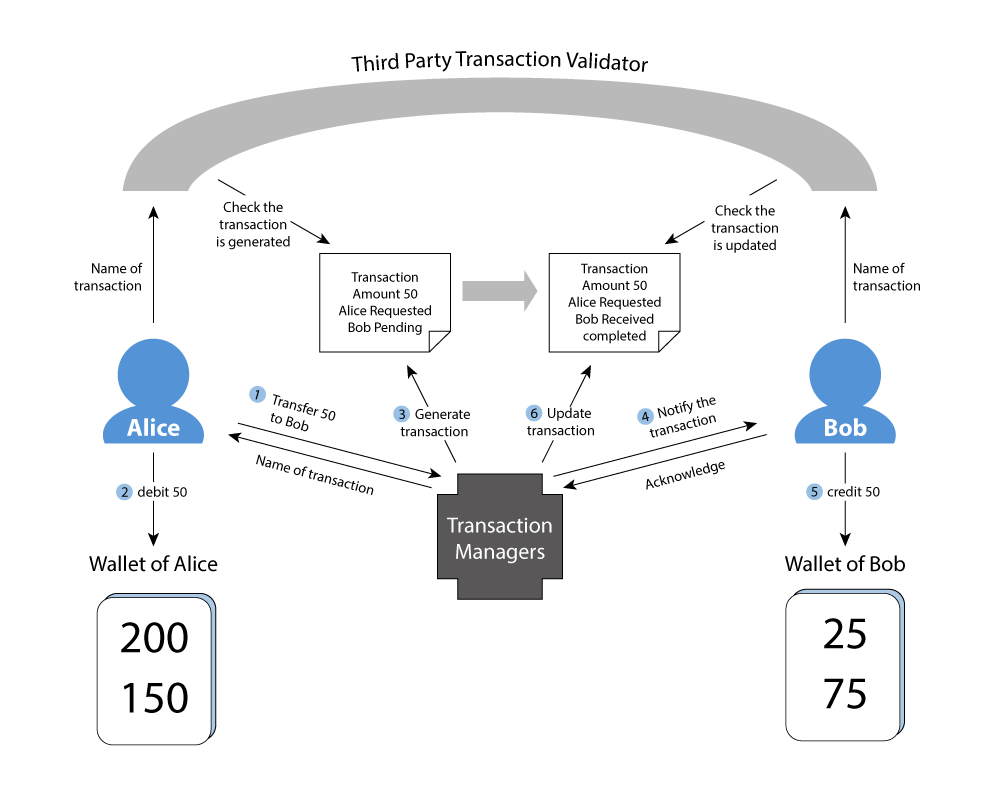 Third Party Transaction Validator
Check the
transaction
is generated
Check the
transaction
is updated
Name of
transaction
Name of
transaction
Transaction
Amount 50
Alice Requested
Bob Pending
Transaction
Amount 50
Alice Requested
Bob Received
completed
Alice
Bob
1 Transfer 50
to Bob
Name of transaction
3 Generate
transaction
6 Update
transaction
4 Notify the
transaction
Acknowledge
2 debit 50
5 credit 50
Transaction
Managers
Wallet of Alice
200
150
Wallet of Bob
25
75